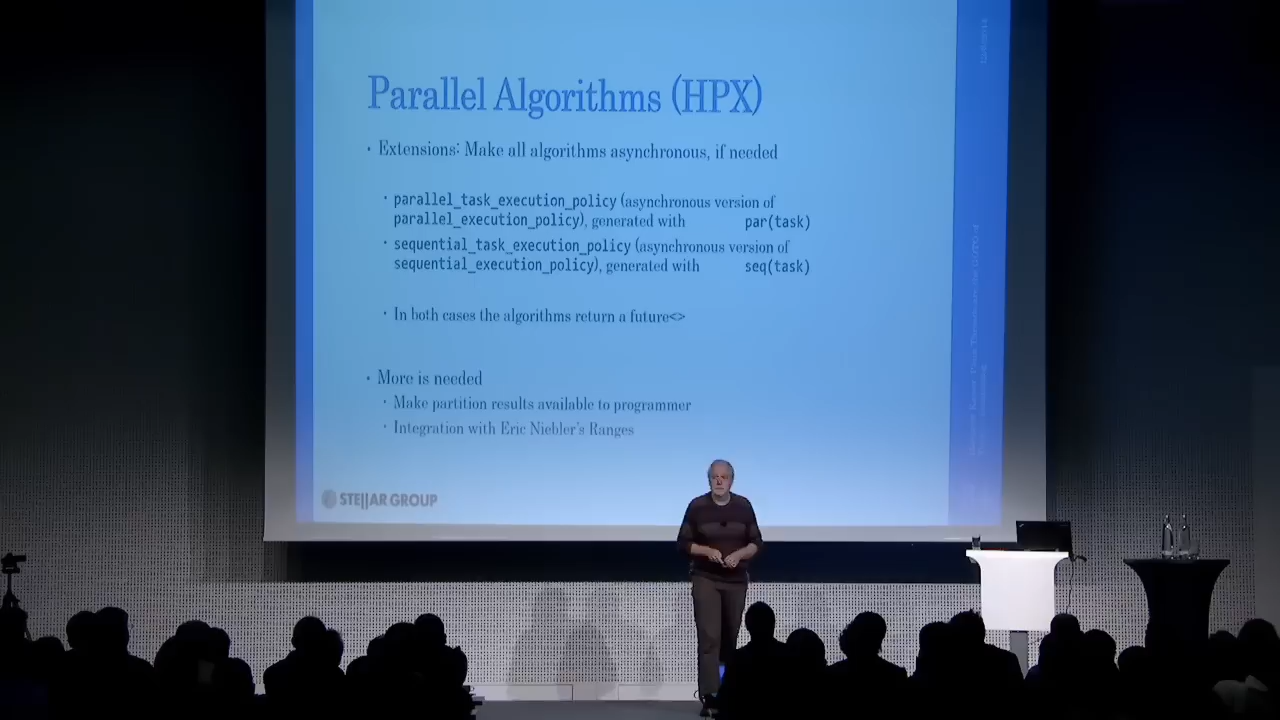 Parallel Algorithms (HPX)
• Extensions: Make all algorithms asynchronous, if needed
• parallel_task_execution_policy (asynchronous version of
parallel_execution_policy), generated with par(task)
• sequential_task_execution_policy (asynchronous version of
sequential_execution_policy), generated with seq(task)
• In both cases the algorithms return a future<>
• More is needed
• Make partition results available to programmer
• Integration with Eric Niebler's Ranges
STE||AR GROUP